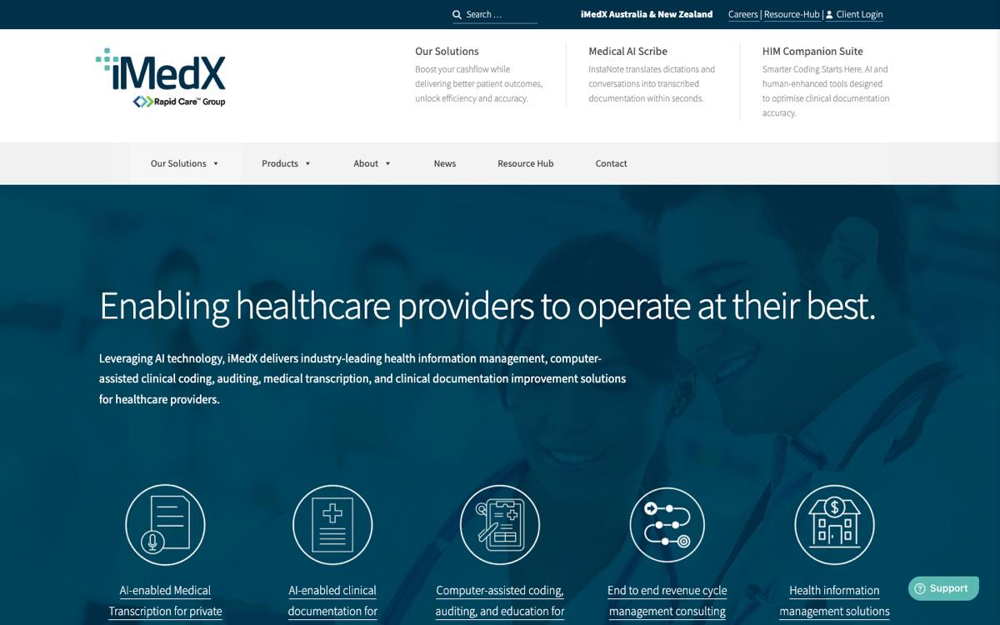 Search …
iMedX Australia & New Zealand
Careers | Resource-Hub | Client Login
iMedX
Rapid Care™ Group
Our Solutions
Boost your cashflow while
delivering better patient outcomes,
unlock efficiency and accuracy.
Medical AI Scribe
InstaNote translates dictations and
conversations into transcribed
documentation within seconds.
HIM Companion Suite
Smarter Coding Starts Here. AI and
human-enhanced tools designed
to optimise clinical documentation
accuracy.
Our Solutions
Products
About
News
Resource Hub
Contact
Enabling healthcare providers to operate at their best.
Leveraging AI technology, iMedX delivers industry-leading health information management, computer-
assisted clinical coding, auditing, medical transcription, and clinical documentation improvement solutions
for healthcare providers.
AI-enabled Medical
Transcription for private
AI-enabled clinical
documentation for
Computer-assisted coding,
auditing, and education for
End to end revenue cycle
management consulting
Health information
management solutions
Support